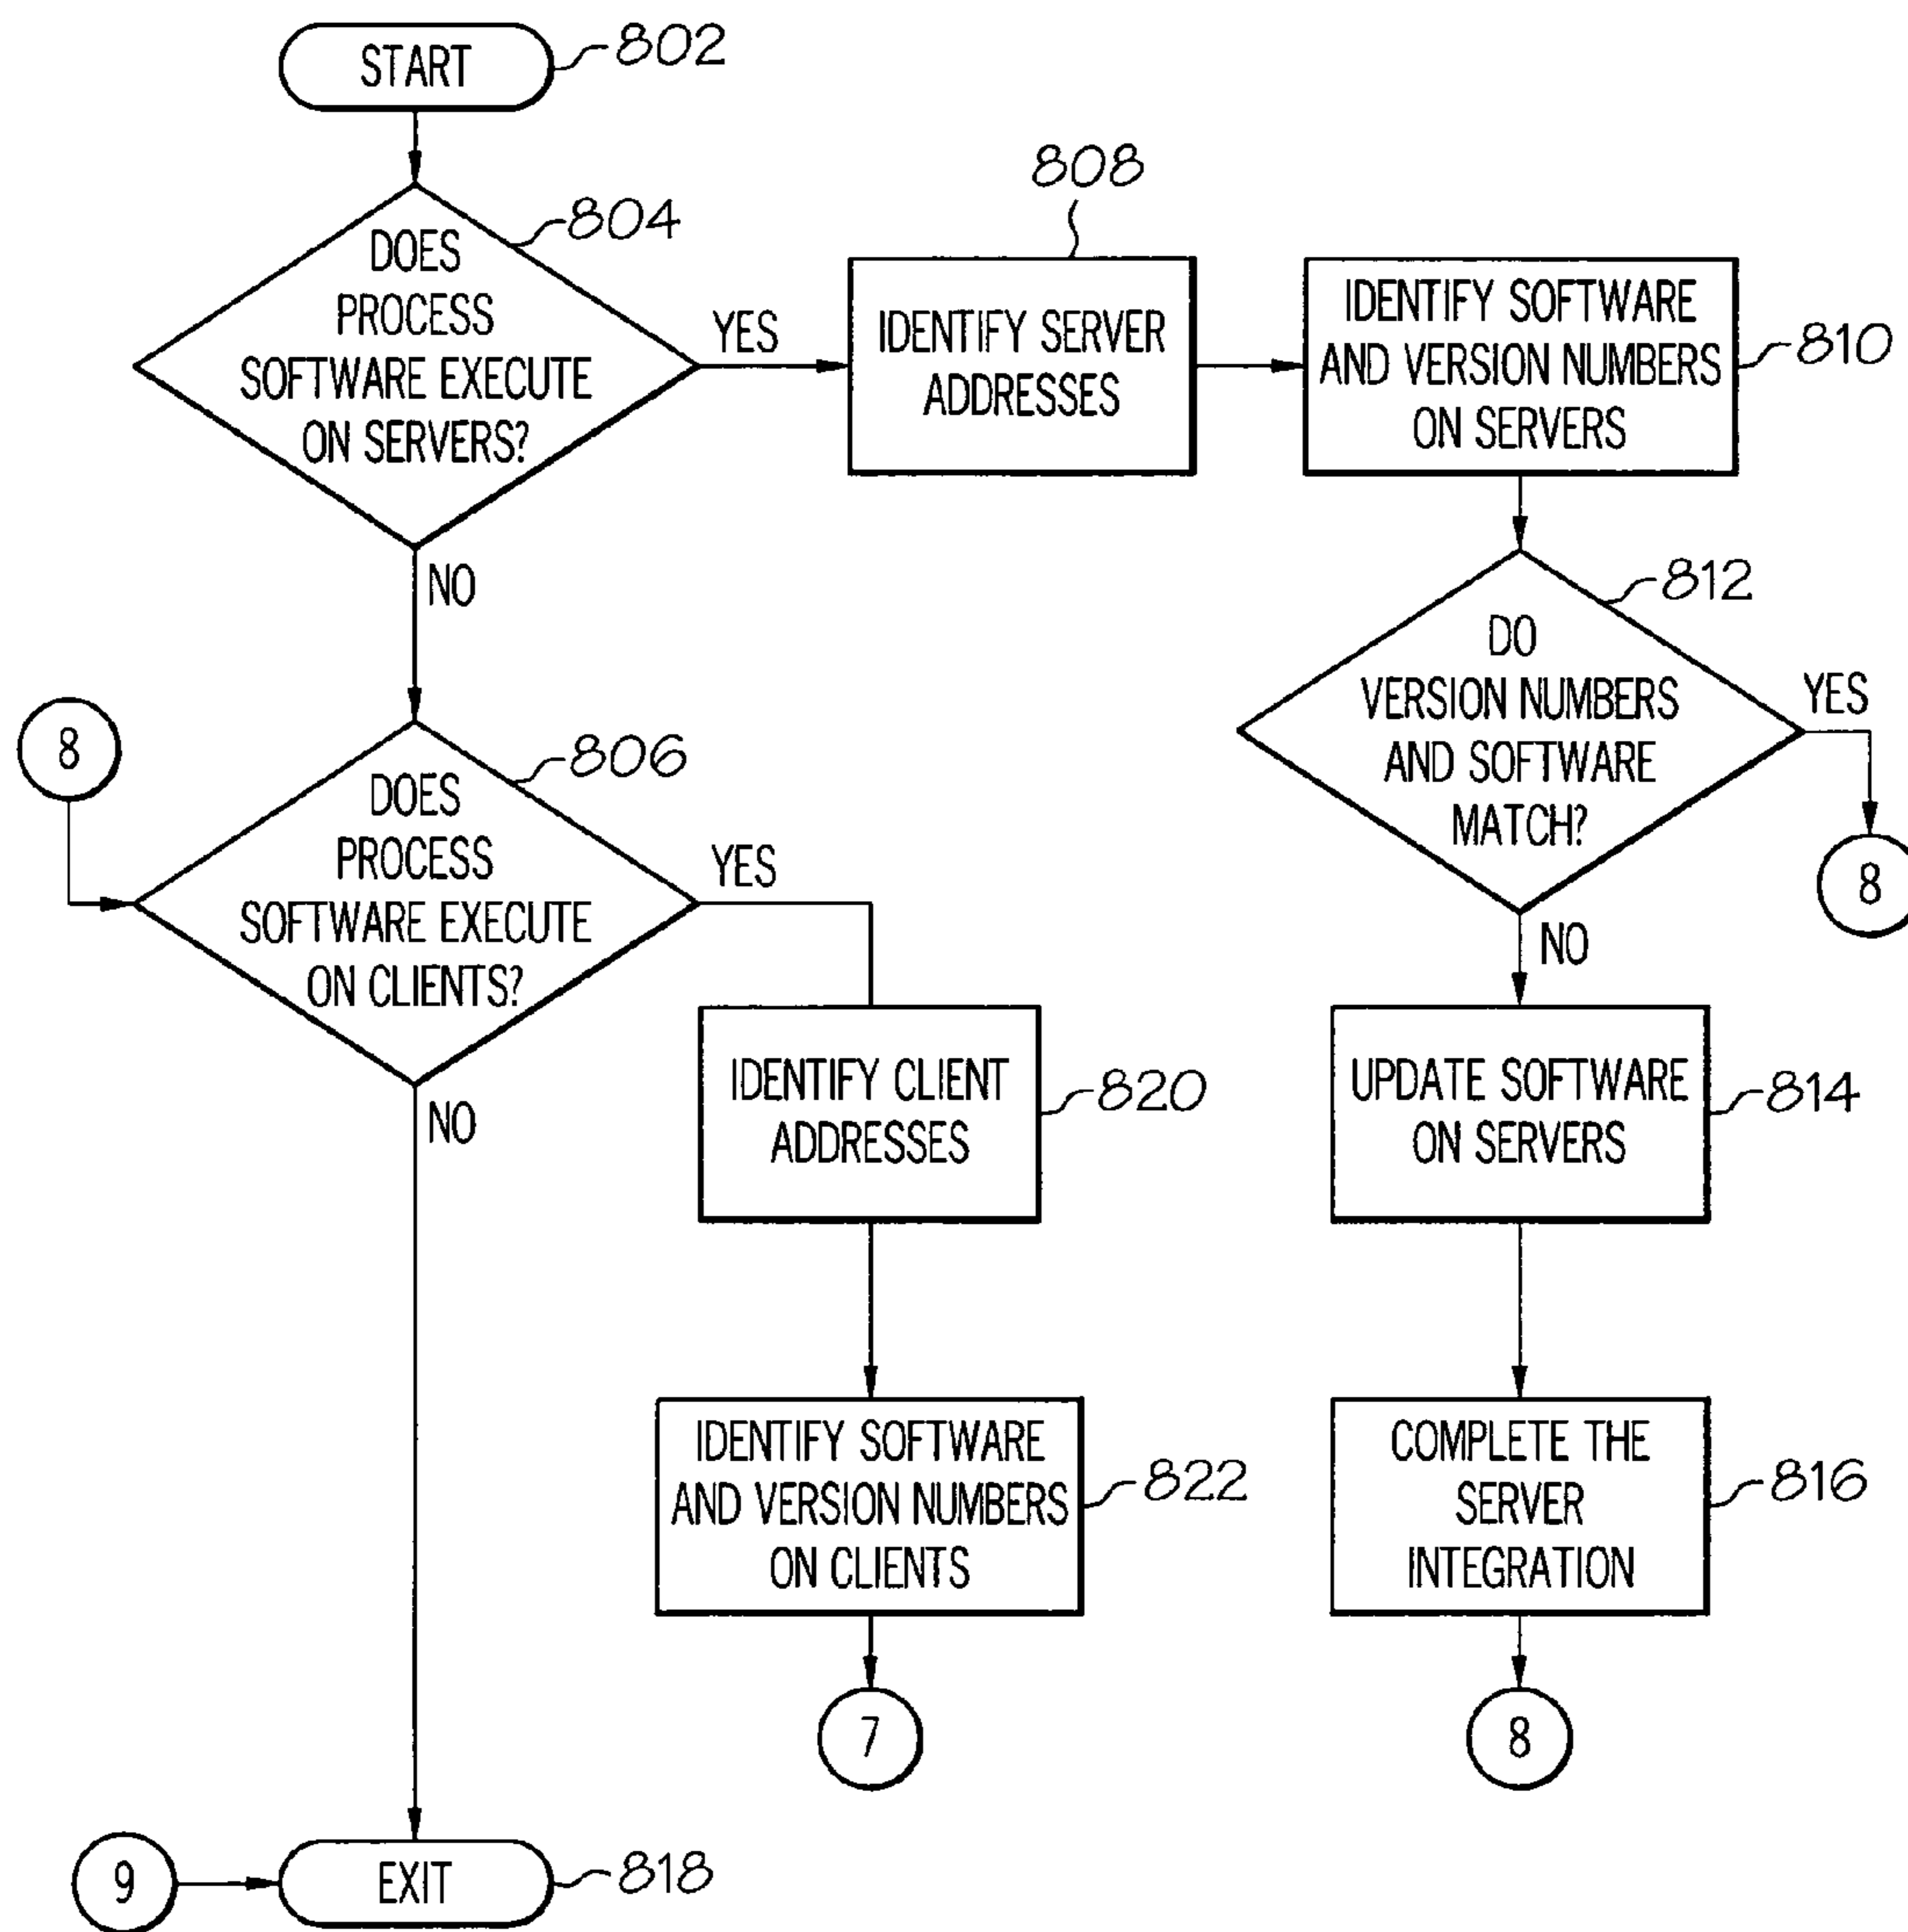 START
802
DOES
PROCESS
SOFTWARE EXECUTE
ON SERVERS?
804
YES
NO
808
IDENTIFY SERVER
ADDRESSES
IDENTIFY SOFTWARE
AND VERSION NUMBERS
ON SERVERS
810
DO
VERSION NUMBERS
AND SOFTWARE
MATCH?
812
YES
8
NO
8
DOES
PROCESS
SOFTWARE EXECUTE
ON CLIENTS?
806
YES
NO
IDENTIFY CLIENT
ADDRESSES
820
UPDATE SOFTWARE
ON SERVERS
814
IDENTIFY SOFTWARE
AND VERSION NUMBERS
ON CLIENTS
822
COMPLETE THE
SERVER
INTEGRATION
816
7
8
9
EXIT
818